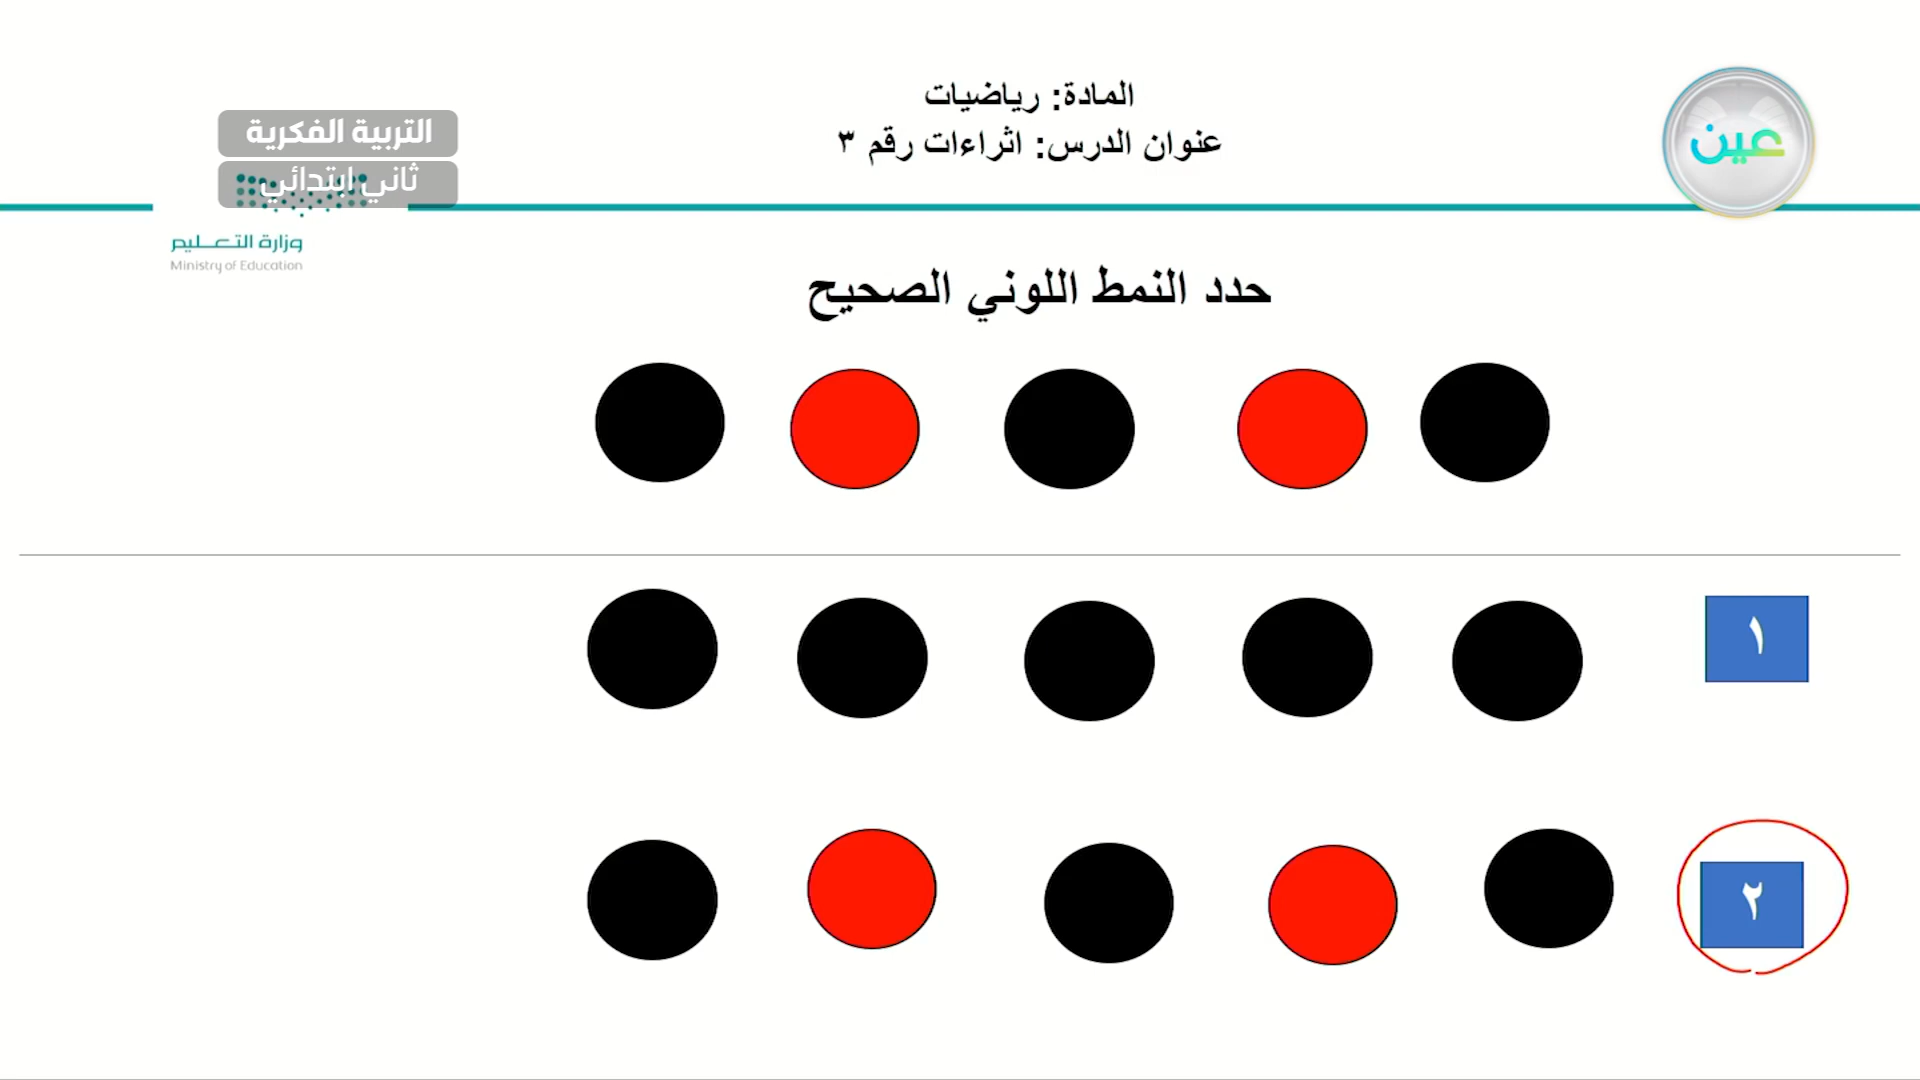 المادة: رياضيات
عنوان الدرس: اثراءات رقم ٣
عين
التربية الفكرية
ثاني ابتدائي
وزارة التعليم
Ministry of Education
حدد النمط اللوني الصحيح
١
٢